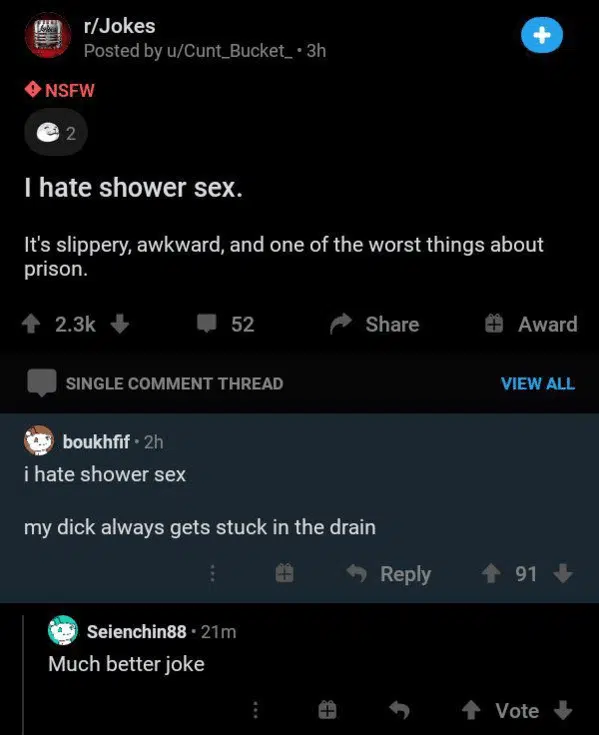 r/Jokes
Posted by u/Cunt_Bucket_ • 3h
NSFW
2
I hate shower sex.
It's slippery, awkward, and one of the worst things about
prison.
2.3k 52 Share Award
SINGLE COMMENT THREAD VIEW ALL
boukhfif • 2h
i hate shower sex
my dick always gets stuck in the drain
Reply 91
Seienchin88 • 21m
Much better joke
Vote